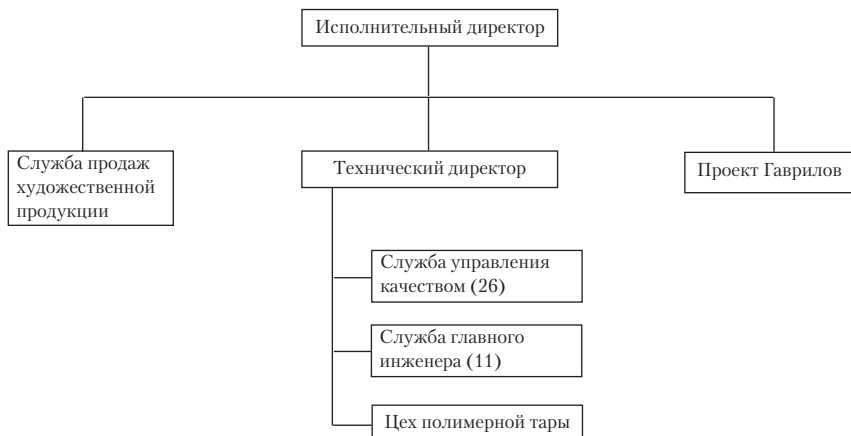 Исполнительный директор
Служба продаж
художественной
продукции
Технический директор
Проект Гаврилов
Служба управления
качеством (26)
Служба главного
инженера (11)
Цех полимерной тары